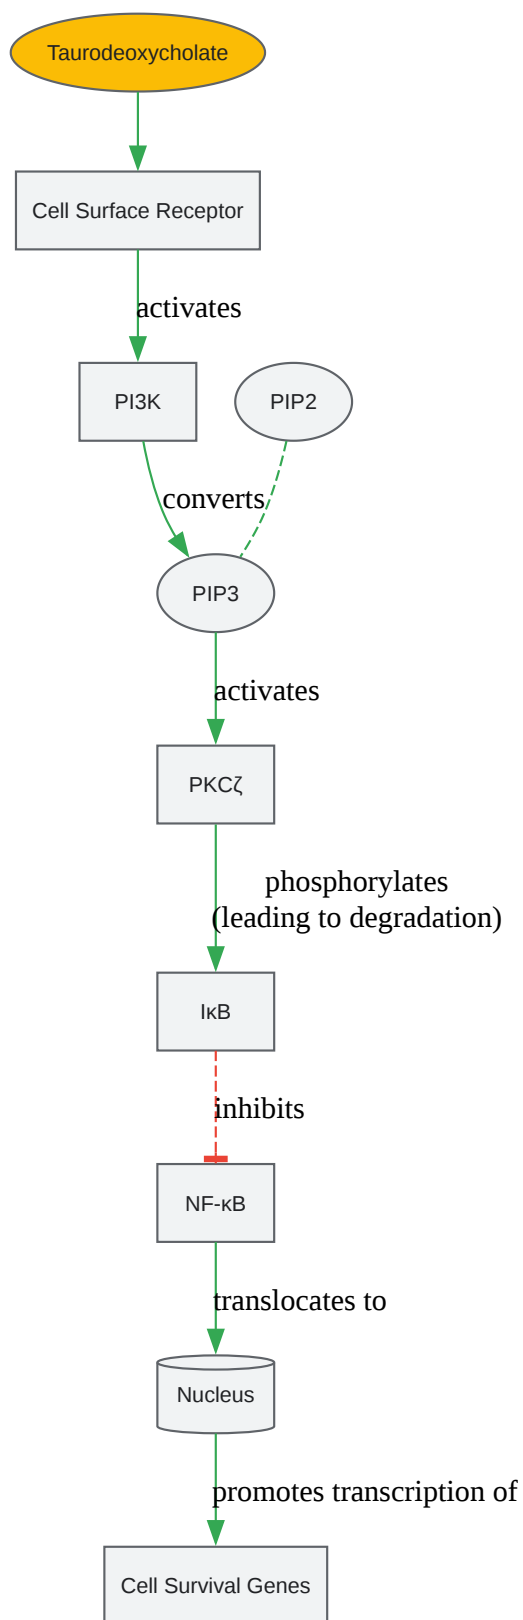 Taurodeoxycholate
Cell Surface Receptor
activates
PI3K
PIP2
converts
PIP3
activates
PKCζ
phosphorylates
(leading to degradation)
IκB
inhibits
NF-κB
translocates to
Nucleus
promotes transcription of
Cell Survival Genes